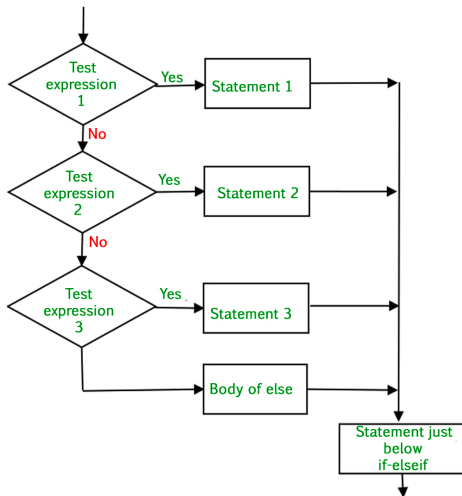 Test
expression
1
Yes
Statement 1
No
Test
expression
2
Yes
Statement 2
No
Test
expression
3
Yes
Statement 3
Body of else
Statement just
below
if-elseif